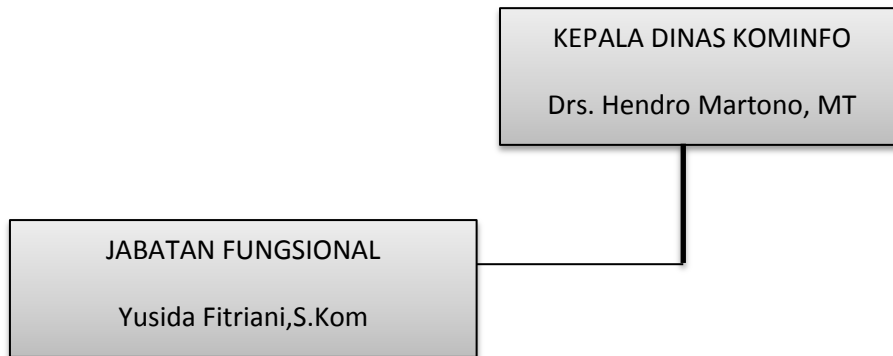 KEPALA DINAS KOMINFO
Drs. Hendro Martono, MT
JABATAN FUNGSIONAL
Yusida Fitriani,S.Kom